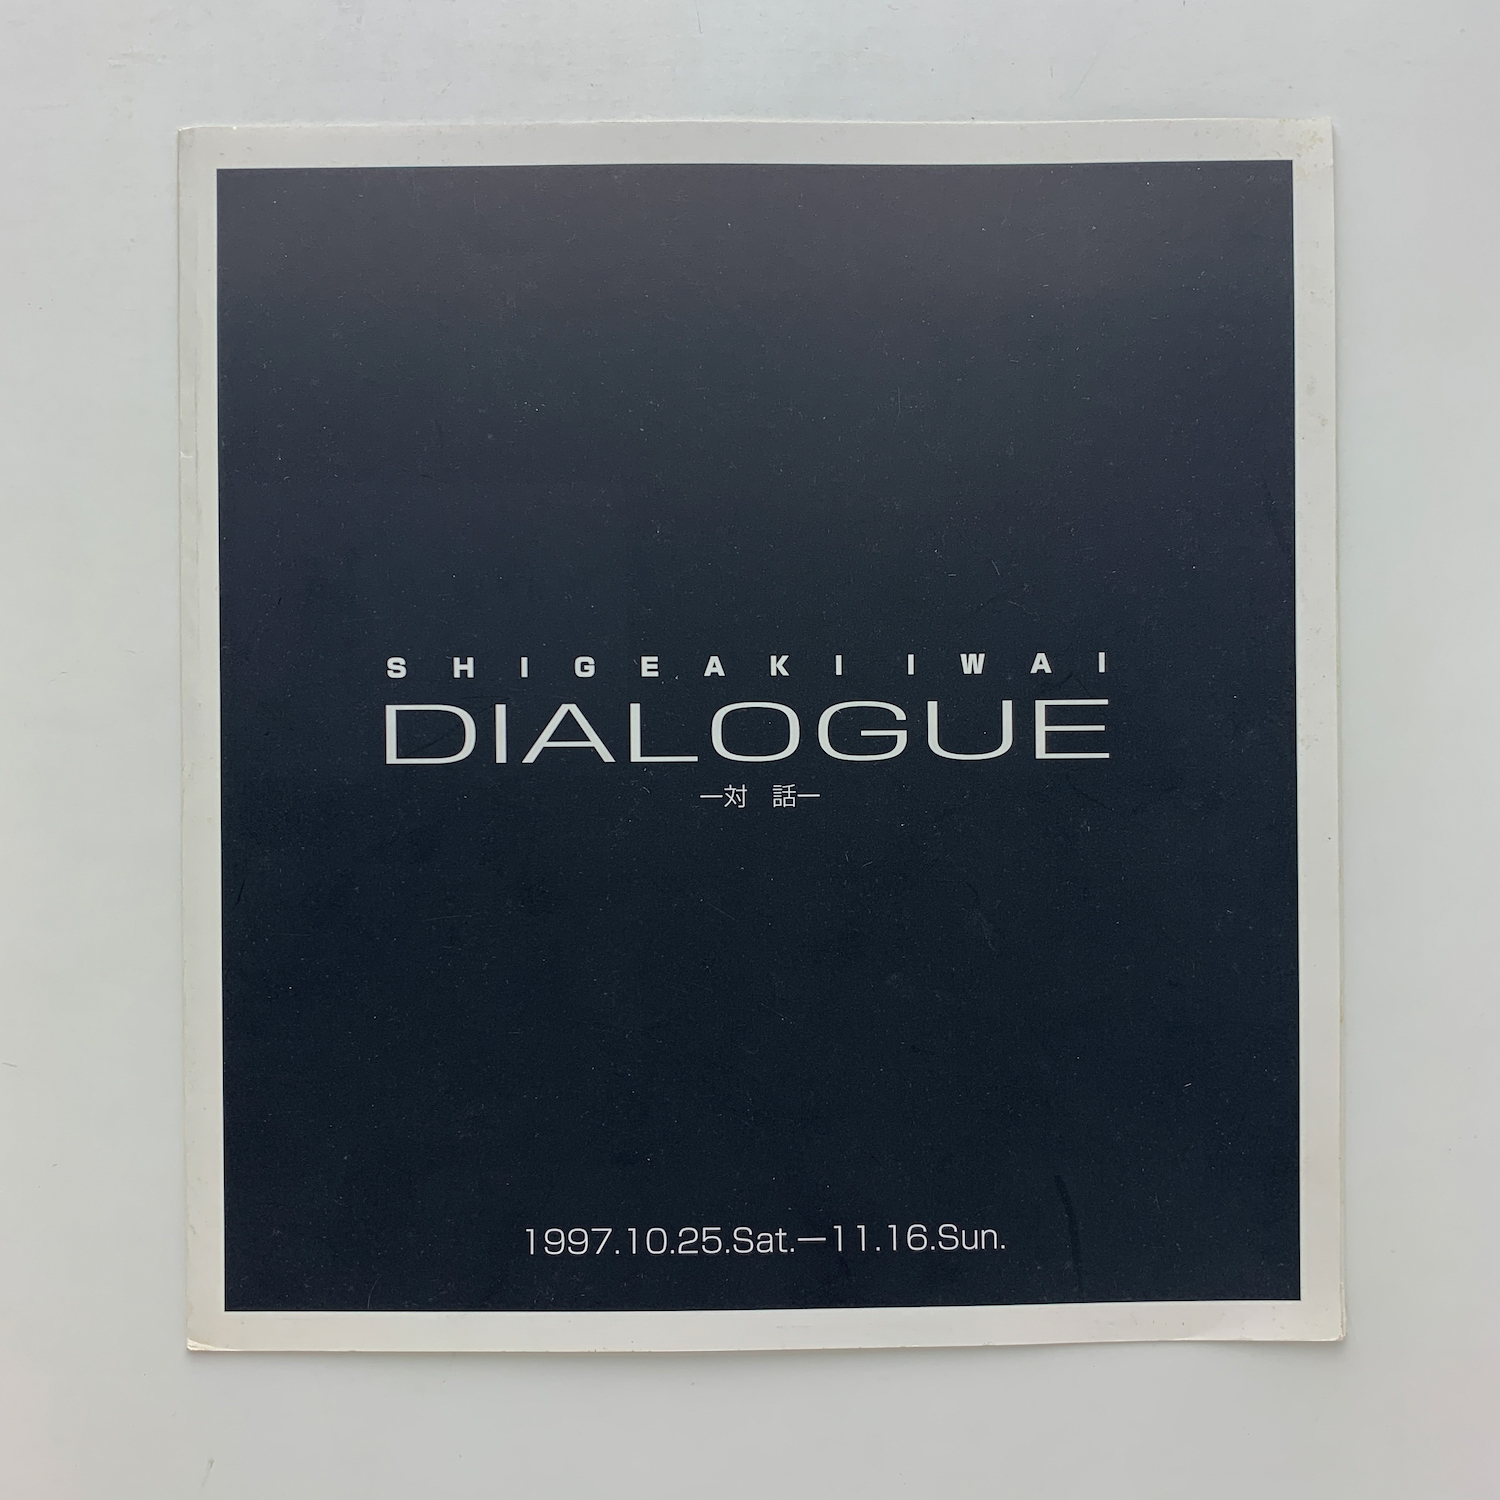 SHIGEAKI IWAI
DIALOGUE
―対　話―
1997.10.25.Sat.―11.16.Sun.